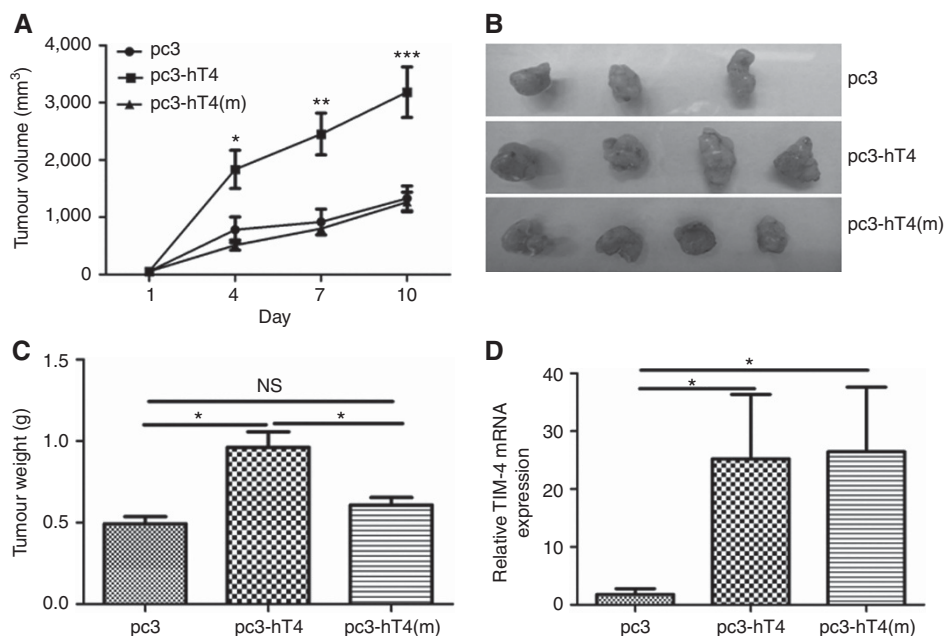 A
Tumour volume (mm³)
4,000
3,000
2,000
1,000
0
pc3
pc3-hT4
pc3-hT4(m)
*
**
***
1
4
7
10
Day
B
pc3
pc3-hT4
pc3-hT4(m)
C
Tumour weight (g)
1.5
1.0
0.5
0.0
NS
*
*
pc3
pc3-hT4
pc3-hT4(m)
D
Relative TIM-4 mRNA
expression
40
30
20
10
0
*
*
pc3
pc3-hT4
pc3-hT4(m)